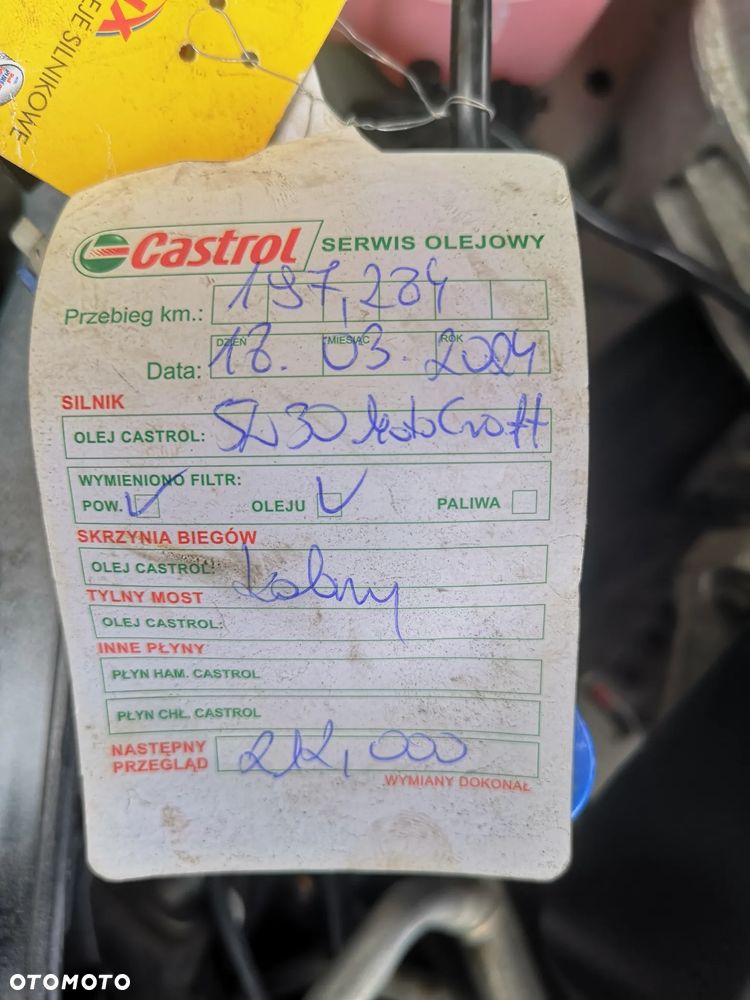 EJE SILNIKOWE
Castrol SERWIS OLEJOWY
Przebieg km.: 197,234
DZIEŃ MIESIĄC ROK
Data: 18. 03. 2024
SILNIK
OLEJ CASTROL: 5W30 MotoCraft
WYMIENIONO FILTR:
POW. OLEJU PALIWA
SKRZYNIA BIEGÓW
OLEJ CASTROL:
TYLNY MOST
OLEJ CASTROL:
INNE PŁYNY
PŁYN HAM. CASTROL
PŁYN CHŁ. CASTROL
NASTĘPNY
PRZEGLĄD 212,000
WYMIANY DOKONAŁ
OTOMOTO